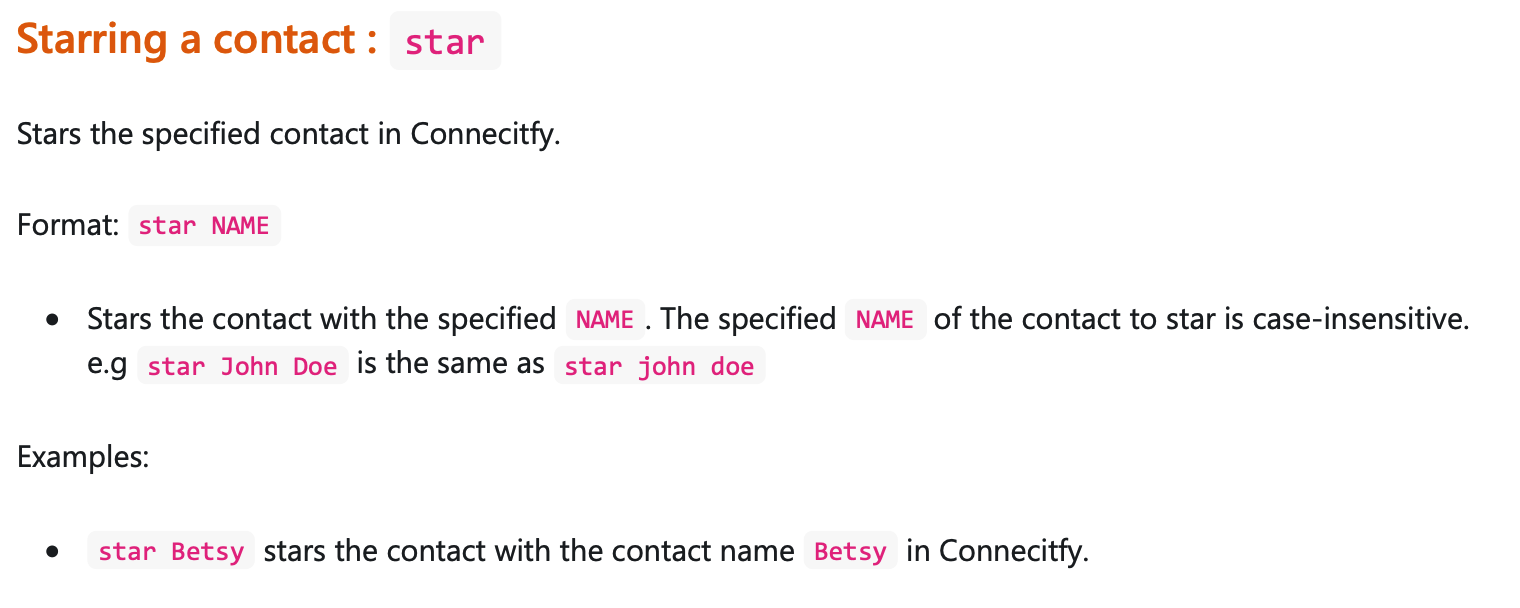 Starring a contact : star
Stars the specified contact in Connecitfy.
Format: star NAME
• Stars the contact with the specified NAME . The specified NAME of the contact to star is case-insensitive.
e.g star John Doe is the same as star john doe
Examples:
• star Betsy stars the contact with the contact name Betsy in Connecitfy.